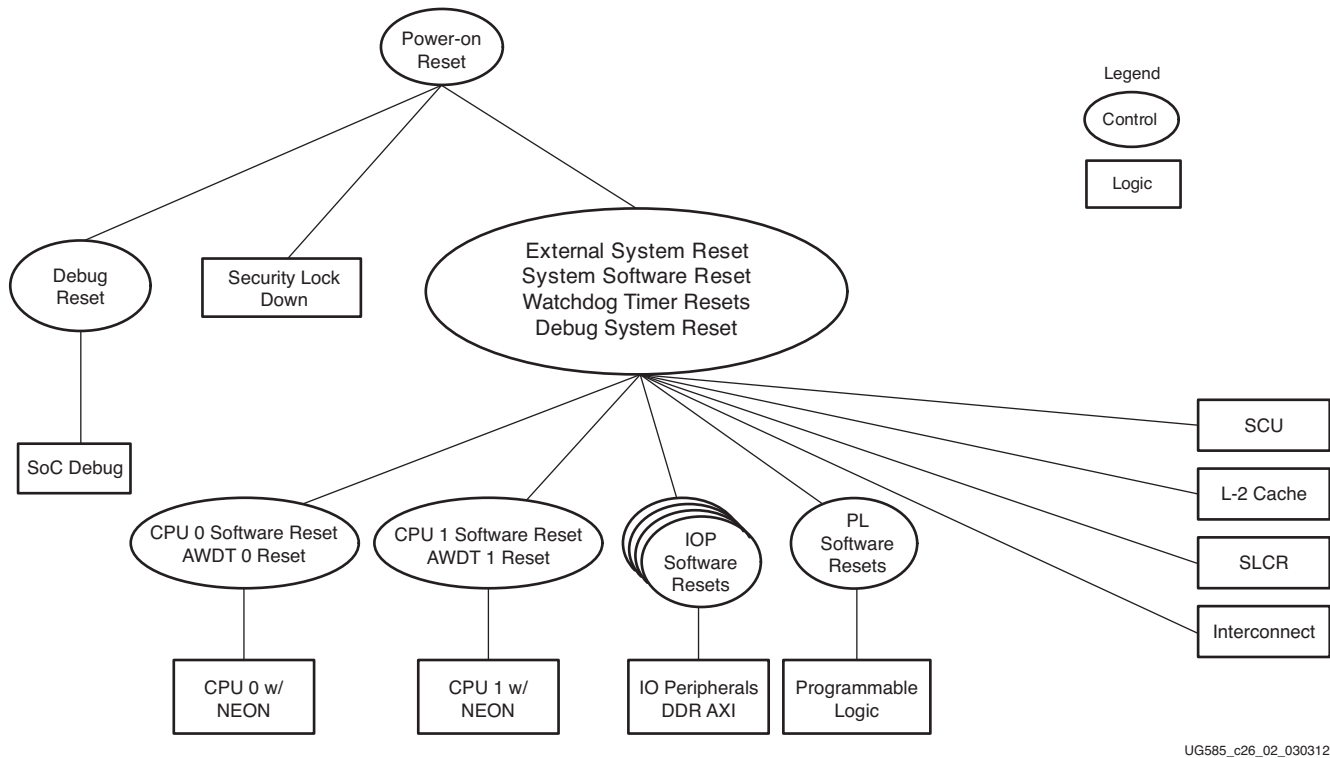 Power-on
Reset
Legend
Control
Logic
Debug
Reset
Security Lock
Down
External System Reset
System Software Reset
Watchdog Timer Resets
Debug System Reset
SoC Debug
SCU
L-2 Cache
SLCR
Interconnect
CPU 0 Software Reset
AWDT 0 Reset
CPU 1 Software Reset
AWDT 1 Reset
IOP
Software
Resets
PL
Software
Resets
CPU 0 w/
NEON
CPU 1 w/
NEON
IO Peripherals
DDR AXI
Programmable
Logic
UG585_c26_02_030312